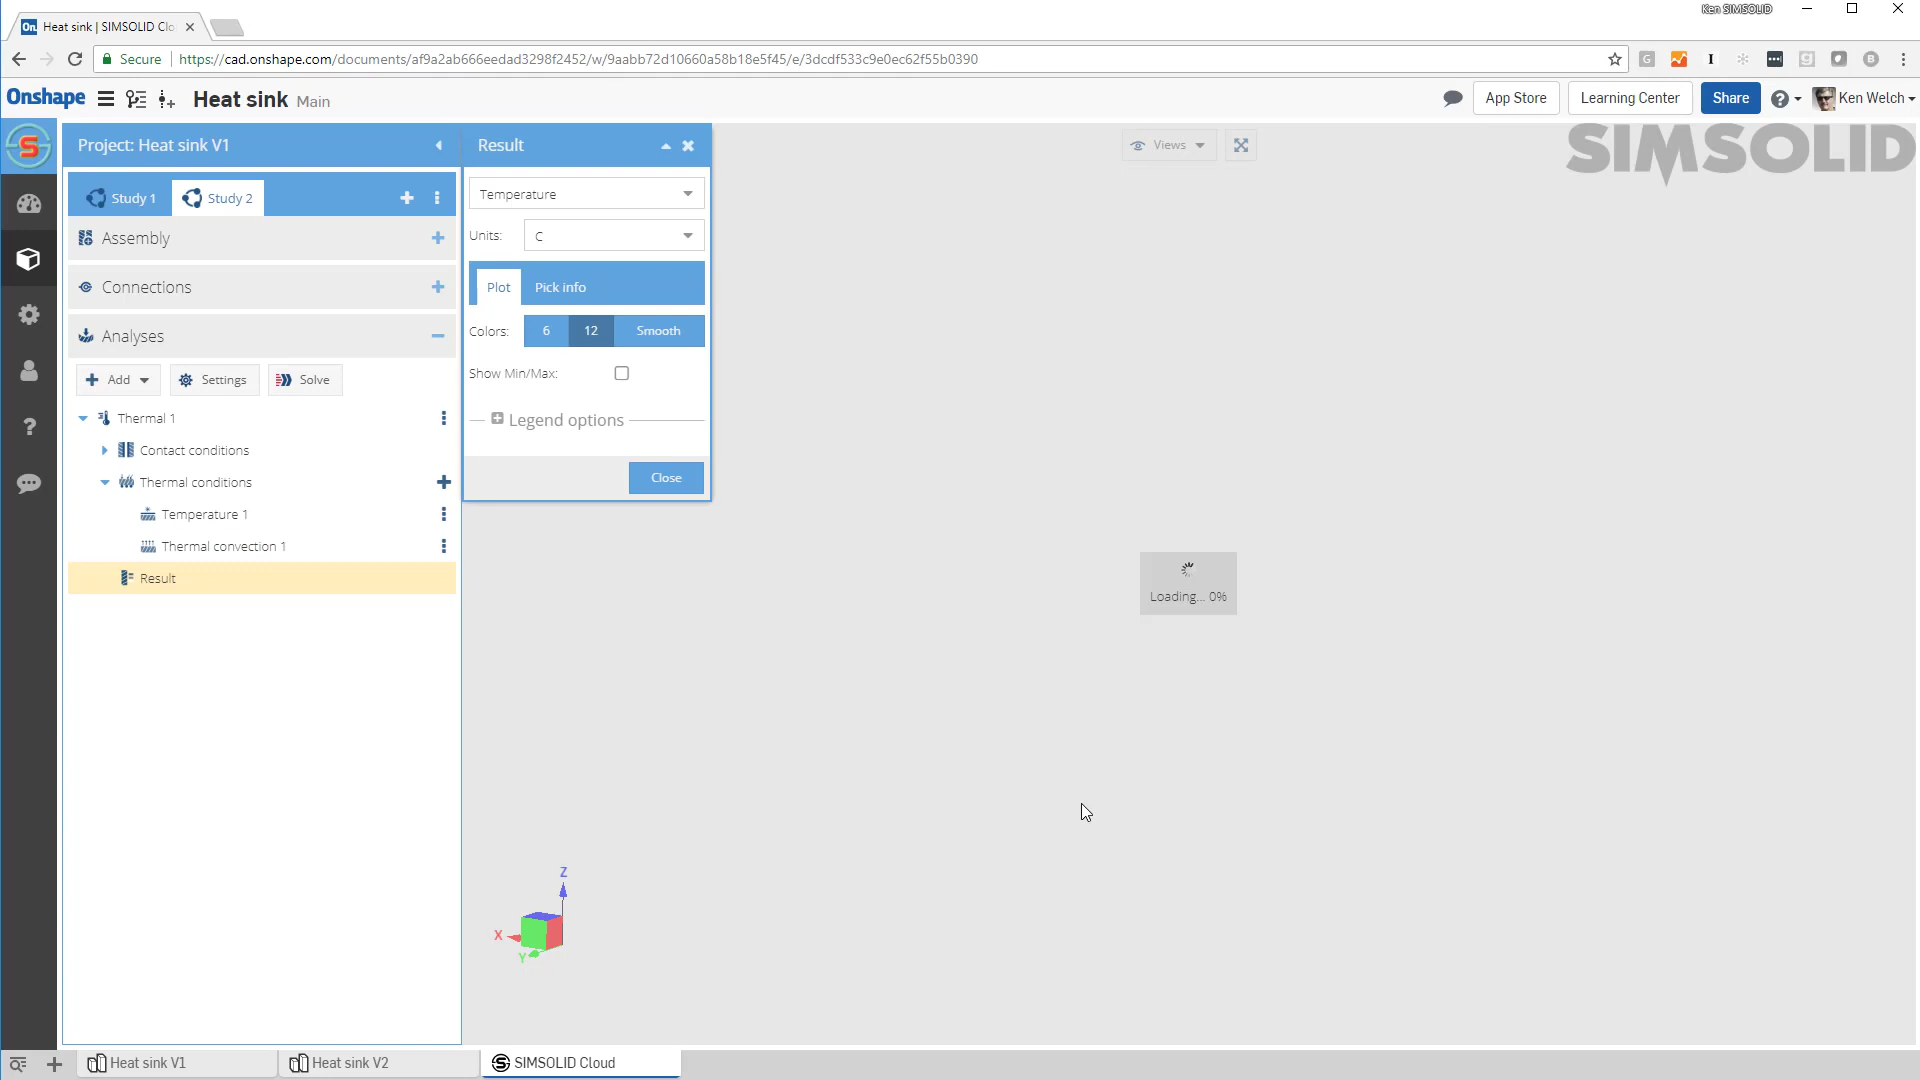 Ken SIMSOLID
On. Heat sink | SIMSOLID Clo
Secure https://cad.onshape.com/documents/af9a2ab666eedad3298f2452/w/9aabb72d10660a58b18e5f45/e/3dcdf533c9e0ec62f55b0390
Onshape Heat sink Main App Store Learning Center Share Ken Welch
S Project: Heat sink V1 Result Views SIMSOLID
Temperature
Study 1 Study 2
Units: C
Assembly
Connections Plot Pick info
Colors: 6 12 Smooth
Analyses
Show Min/Max:
Add Settings Solve
Thermal 1 Legend options
Contact conditions
Thermal conditions Close
Temperature 1
Thermal convection 1
Result
Loading... 0%
Z
X
Y
Heat sink V1 Heat sink V2 SIMSOLID Cloud